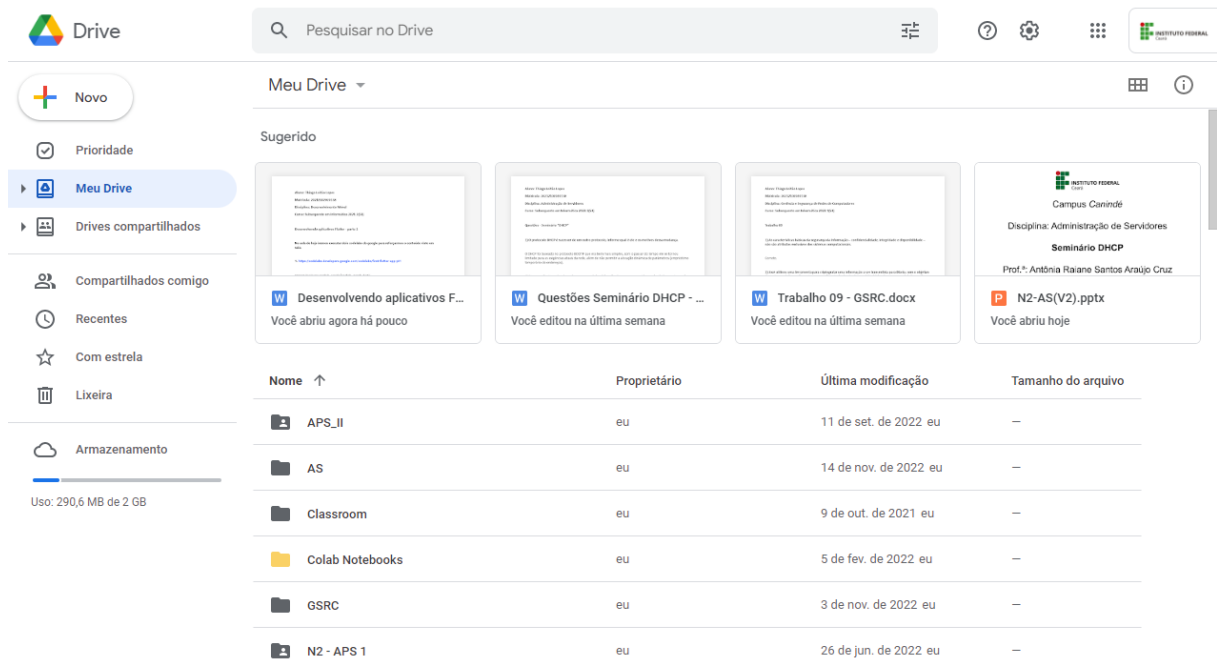 Drive
Pesquisar no Drive
INSTITUTO FEDERAL
Ceará
Novo
Meu Drive
Prioridade
Meu Drive
Drives compartilhados
Compartilhados comigo
Recentes
Com estrela
Lixeira
Armazenamento
Uso: 290,6 MB de 2 GB
Sugerido
INSTITUTO FEDERAL
Ceará
Campus Canindé
Disciplina: Administração de Servidores
Seminário DHCP
Prof.ª: Antônia Raiane Santos Araújo Cruz
W Desenvolvendo aplicativos F...
Você abriu agora há pouco
W Questões Seminário DHCP - ...
Você editou na última semana
W Trabalho 09 - GSRC.docx
Você editou na última semana
P N2-AS(V2).pptx
Você abriu hoje
Nome Proprietário Última modificação Tamanho do arquivo
APS_II eu 11 de set. de 2022 eu —
AS eu 14 de nov. de 2022 eu —
Classroom eu 9 de out. de 2021 eu —
Colab Notebooks eu 5 de fev. de 2022 eu —
GSRC eu 3 de nov. de 2022 eu —
N2 - APS 1 eu 26 de jun. de 2022 eu —